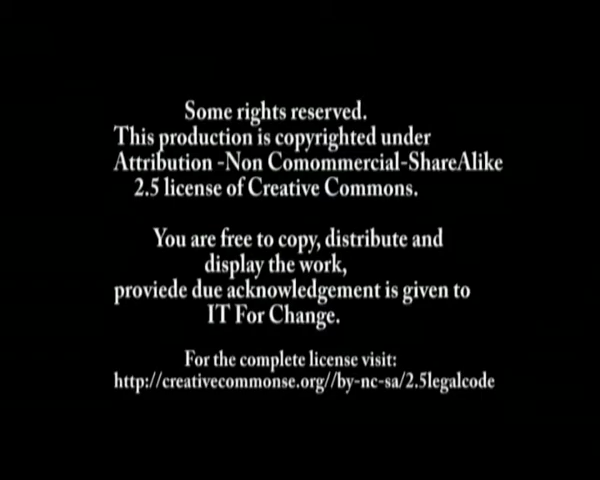 Some rights reserved.
This production is copyrighted under
Attribution -Non Comommercial-ShareAlike
2.5 license of Creative Commons.
You are free to copy, distribute and
display the work,
proviede due acknowledgement is given to
IT For Change.
For the complete license visit:
http://creativecommonse.org//by-nc-sa/2.5legalcode